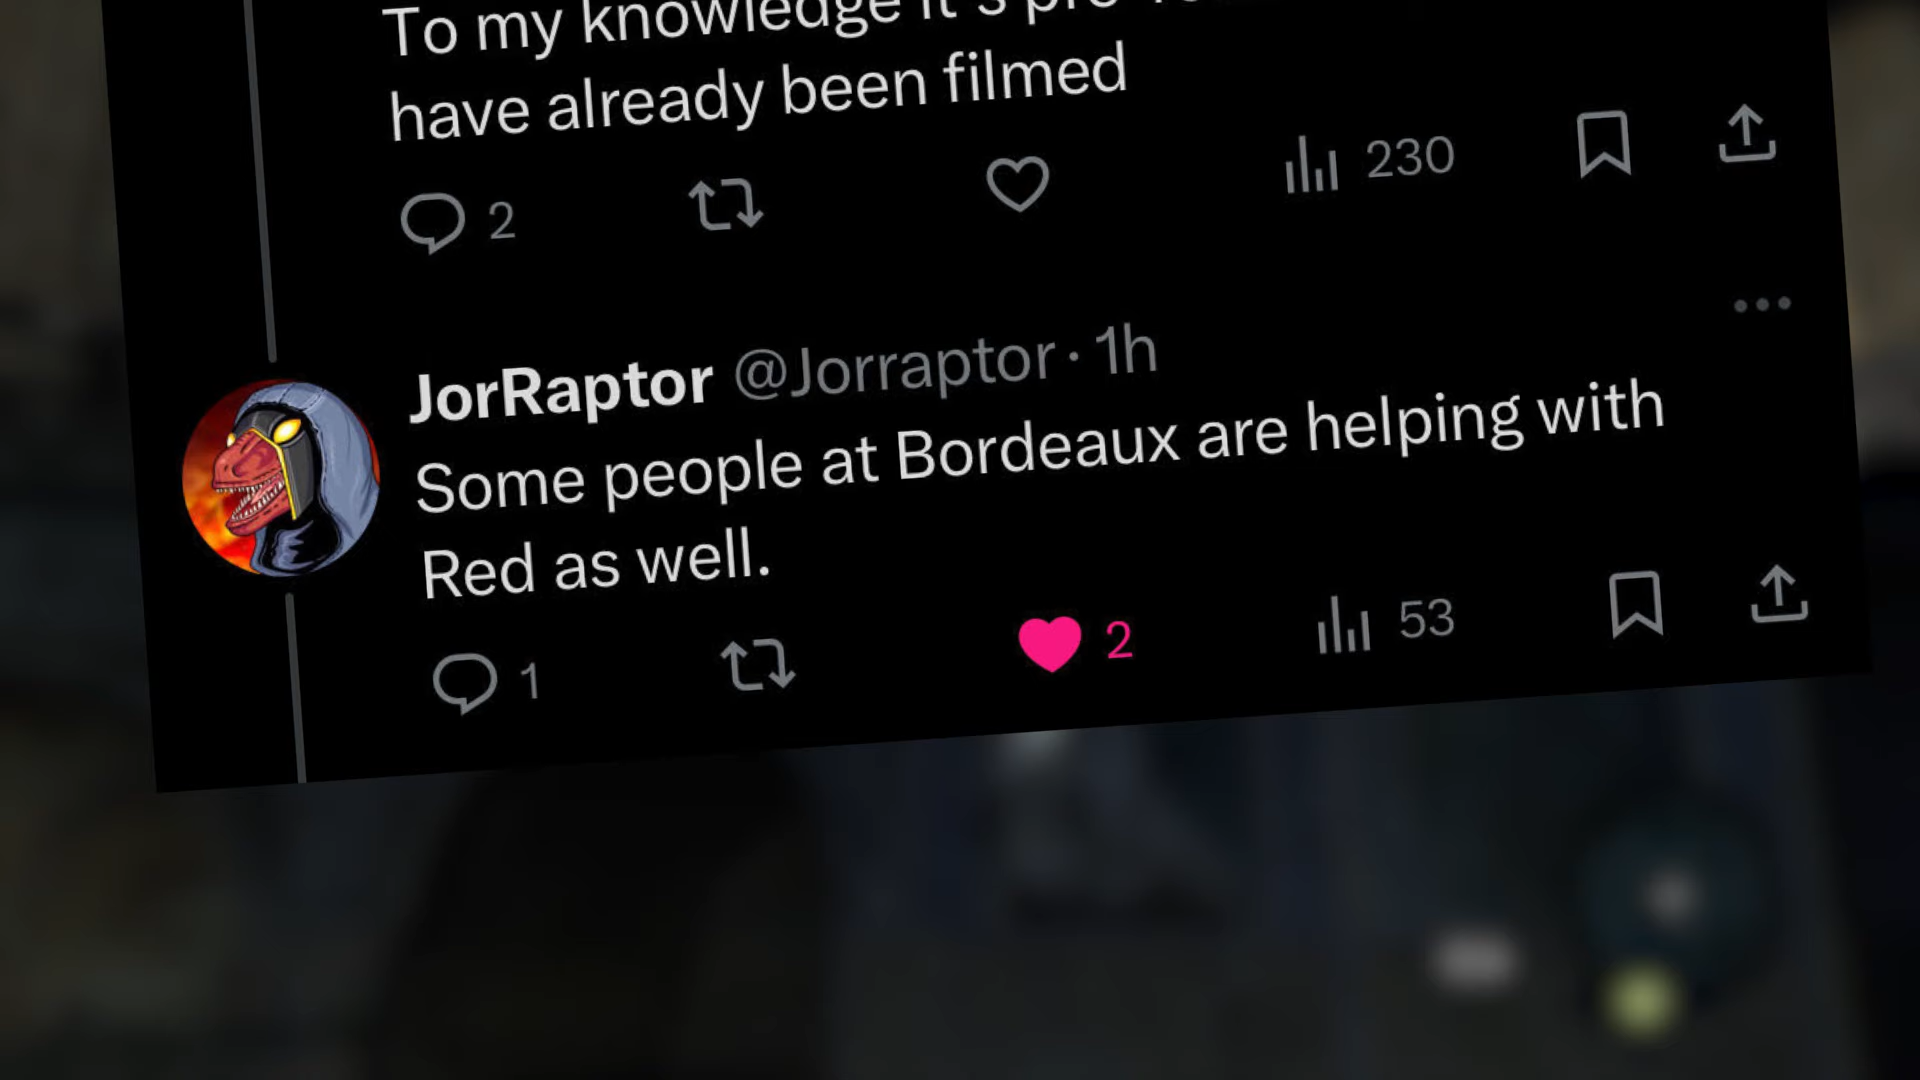 To my knowledge it's
have already been filmed
2
230
JorRaptor @Jorraptor · 1h
Some people at Bordeaux are helping with
Red as well.
1
2
53